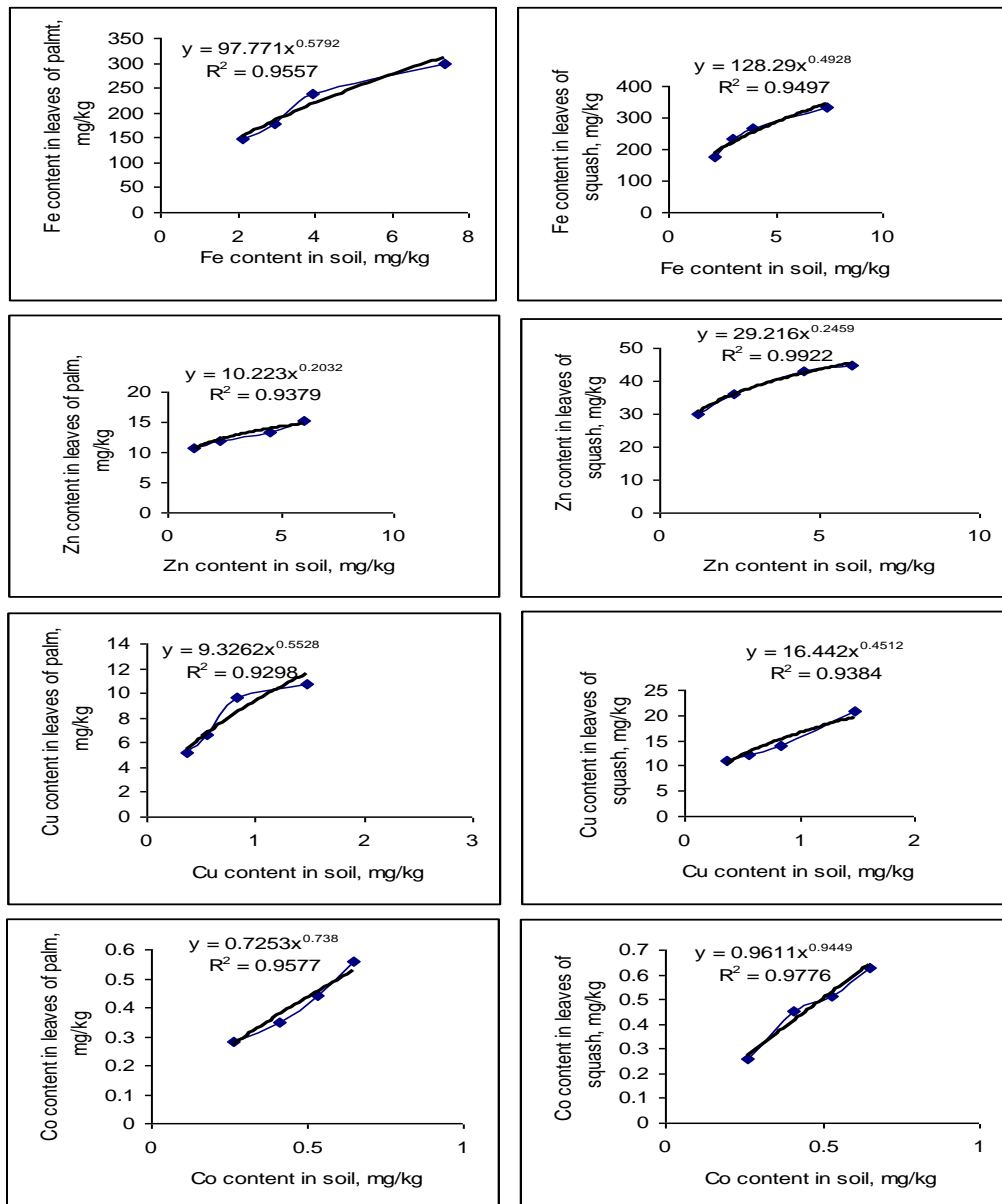 Fe content in leaves of palmt,
mg/kg
y = 97.771x^0.5792
R² = 0.9557
350
300
250
200
150
100
50
0
0 2 4 6 8
Fe content in soil, mg/kg
Fe content in leaves of
squash, mg/kg
y = 128.29x^0.4928
R² = 0.9497
400
300
200
100
0
0 5 10
Fe content in soil, mg/kg
Zn content in leaves of palm,
mg/kg
y = 10.223x^0.2032
R² = 0.9379
20
15
10
5
0
0 5 10
Zn content in soil, mg/kg
Zn content in leaves of
squash, mg/kg
y = 29.216x^0.2459
R² = 0.9922
50
40
30
20
10
0
0 5 10
Zn content in soil, mg/kg
Cu content in leaves of palm,
mg/kg
y = 9.3262x^0.5528
R² = 0.9298
14
12
10
8
6
4
2
0
0 1 2 3
Cu content in soil, mg/kg
Cu content in leaves of
squash, mg/kg
y = 16.442x^0.4512
R² = 0.9384
25
20
15
10
5
0
0 1 2
Cu content in soil, mg/kg
Co content in leaves of palm,
mg/kg
y = 0.7253x^0.738
R² = 0.9577
0.6
0.5
0.4
0.3
0.2
0.1
0
0 0.5 1
Co content in soil, mg/kg
Co content in leaves of
squash, mg/kg
y = 0.9611x^0.9449
R² = 0.9776
0.7
0.6
0.5
0.4
0.3
0.2
0.1
0
0 0.5 1
Co content in soil, mg/kg